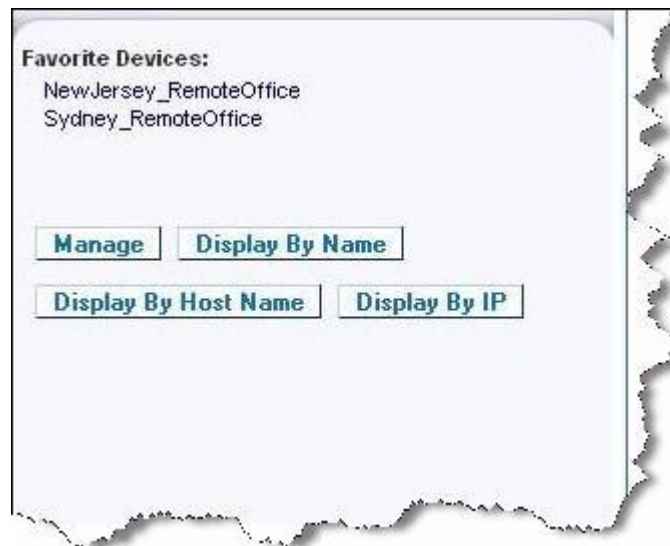 Favorite Devices:
NewJersey_RemoteOffice
Sydney_RemoteOffice
Manage Display By Name
Display By Host Name Display By IP